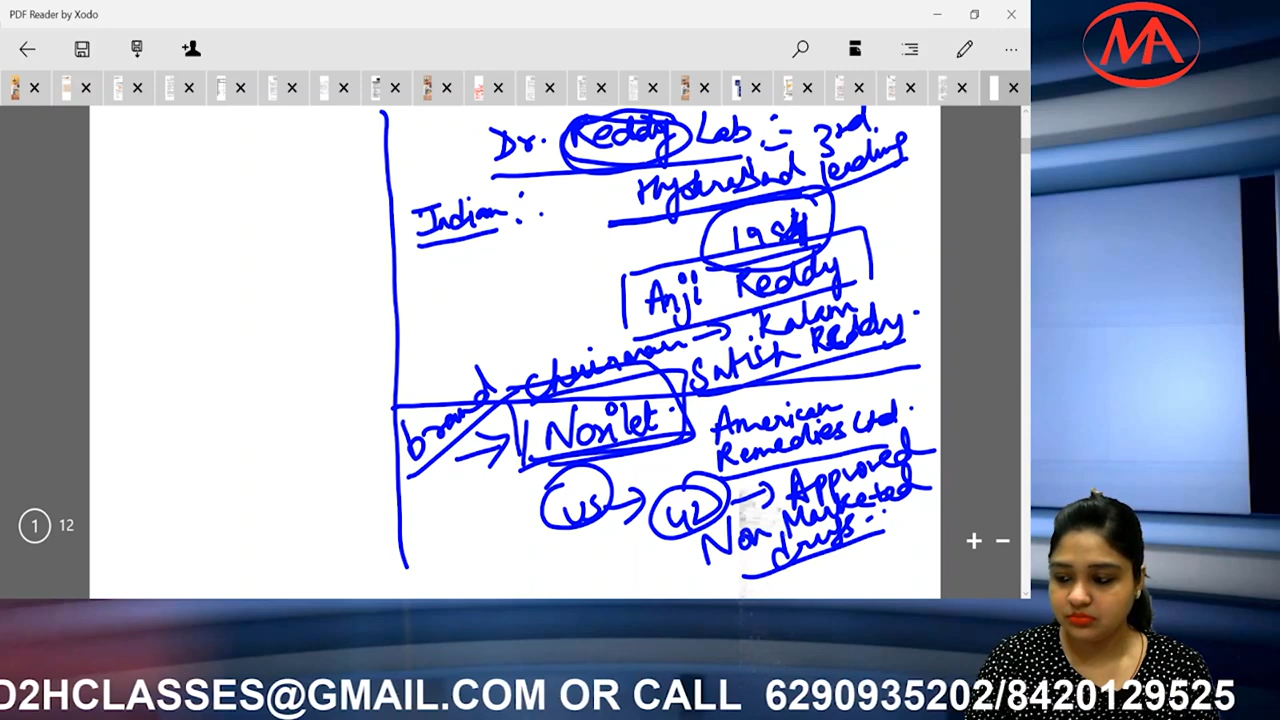 PDF Reader by Xodo
MA
Dr. Reddy Lab :- 3rd
Hyderabad leading
Indian :.
1984
Anji Reddy
Chairman → Kalam
Satish Reddy.
brand
→ Noxilet.
American
Remedies Ltd.
US → 42 → Approved
Non Marketed
drugs
1 12
D2HCLASSES@GMAIL.COM OR CALL 6290935202/8420129525